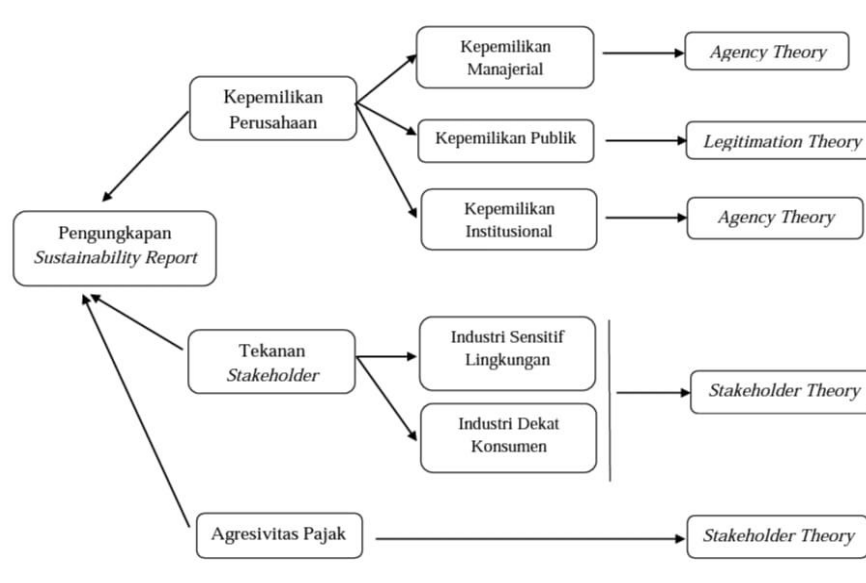 Kepemilikan
Manajerial
Agency Theory
Kepemilikan
Perusahaan
Kepemilikan Publik
Legitimation Theory
Kepemilikan
Institusional
Agency Theory
Pengungkapan
Sustainability Report
Tekanan
Stakeholder
Industri Sensitif
Lingkungan
Industri Dekat
Konsumen
Stakeholder Theory
Agresivitas Pajak
Stakeholder Theory